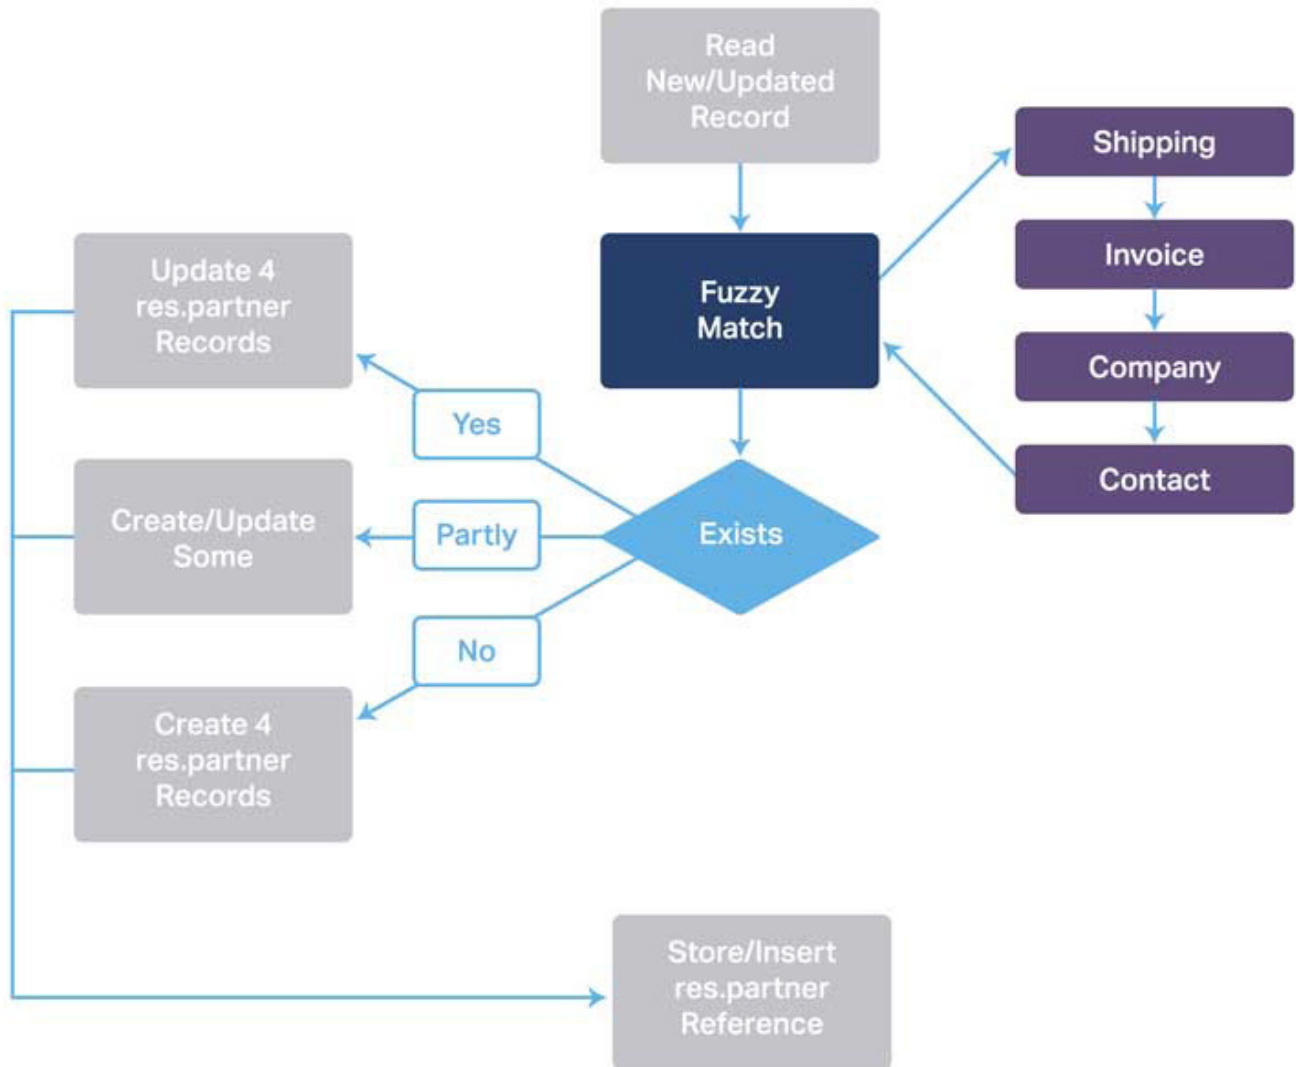 Read
New/Updated
Record
Shipping
Invoice
Company
Contact
Fuzzy
Match
Update 4
res.partner
Records
Yes
Partly
No
Exists
Create/Update
Some
Create 4
res.partner
Records
Store/Insert
res.partner
Reference